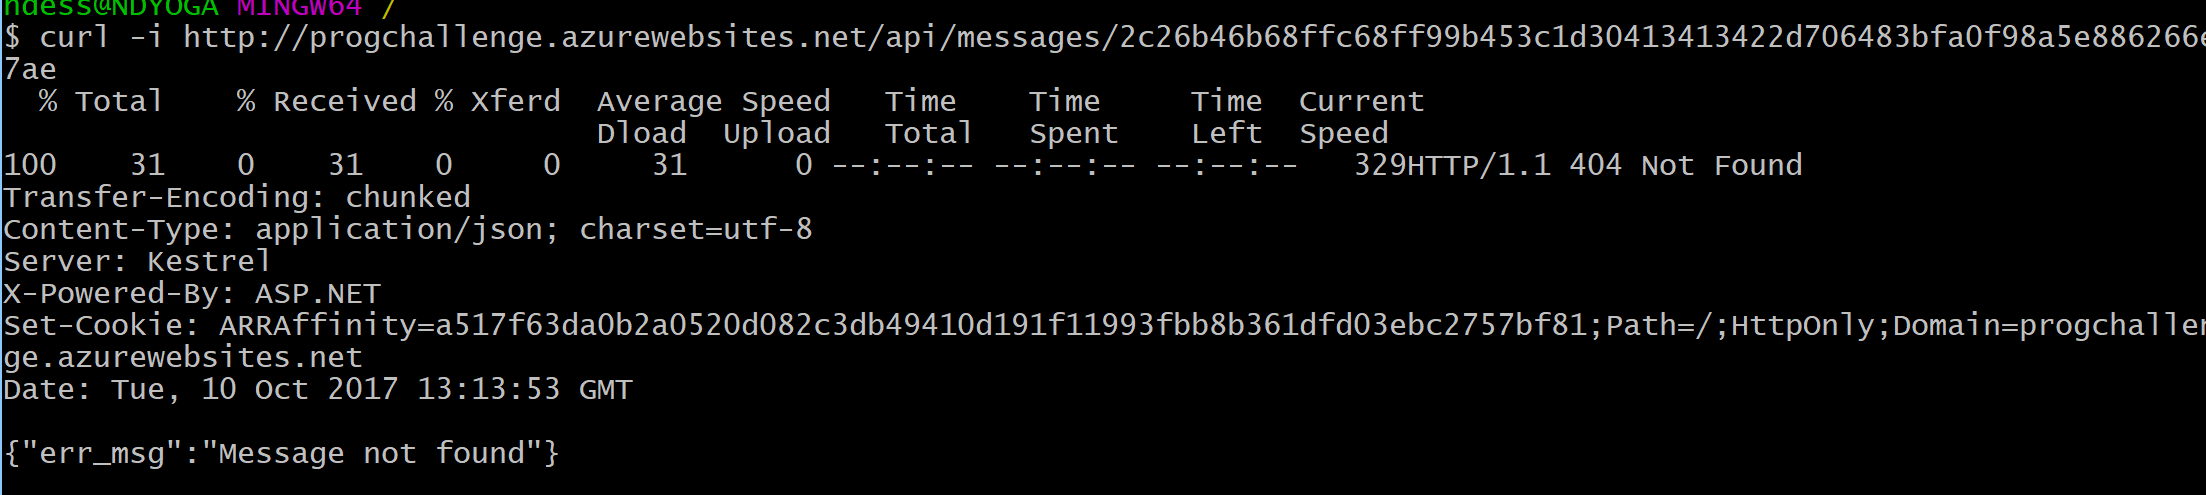 ndess@NDYOGA MINGW64 /
$ curl -i http://progchallenge.azurewebsites.net/api/messages/2c26b46b68ffc68ff99b453c1d30413413422d706483bfa0f98a5e886266e
7ae
% Total % Received % Xferd Average Speed Time Time Time Current
Dload Upload Total Spent Left Speed
100 31 0 31 0 0 31 0 --:--:-- --:--:-- --:--:-- 329HTTP/1.1 404 Not Found
Transfer-Encoding: chunked
Content-Type: application/json; charset=utf-8
Server: Kestrel
X-Powered-By: ASP.NET
Set-Cookie: ARRAffinity=a517f63da0b2a0520d082c3db49410d191f11993fbb8b361dfd03ebc2757bf81;Path=/;HttpOnly;Domain=progchallen
ge.azurewebsites.net
Date: Tue, 10 Oct 2017 13:13:53 GMT
{"err_msg":"Message not found"}